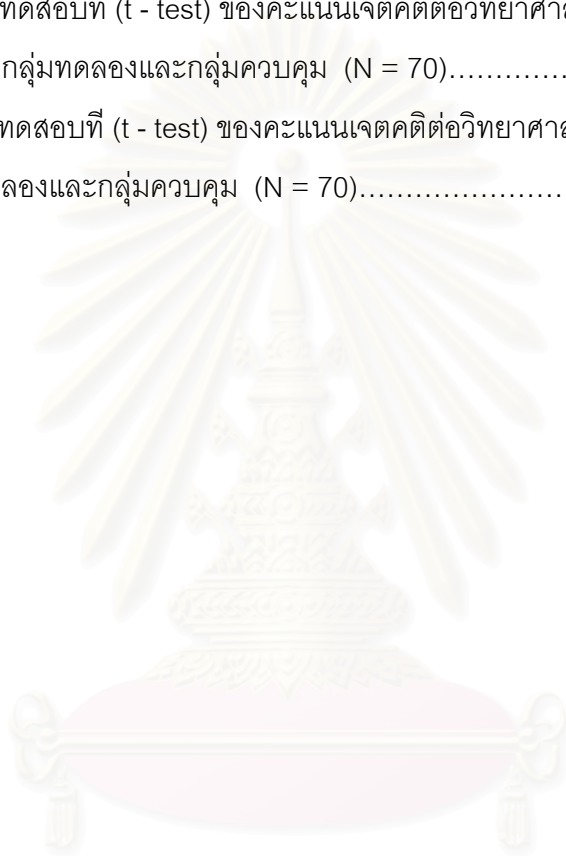 ทดสอบที (t - test) ของคะแนนเจตคติต่อวิทยาศาส
กลุ่มทดลองและกลุ่มควบคุม (N = 70)..............
ทดสอบที (t - test) ของคะแนนเจตคติต่อวิทยาศาส
ลองและกลุ่มควบคุม (N = 70)......................